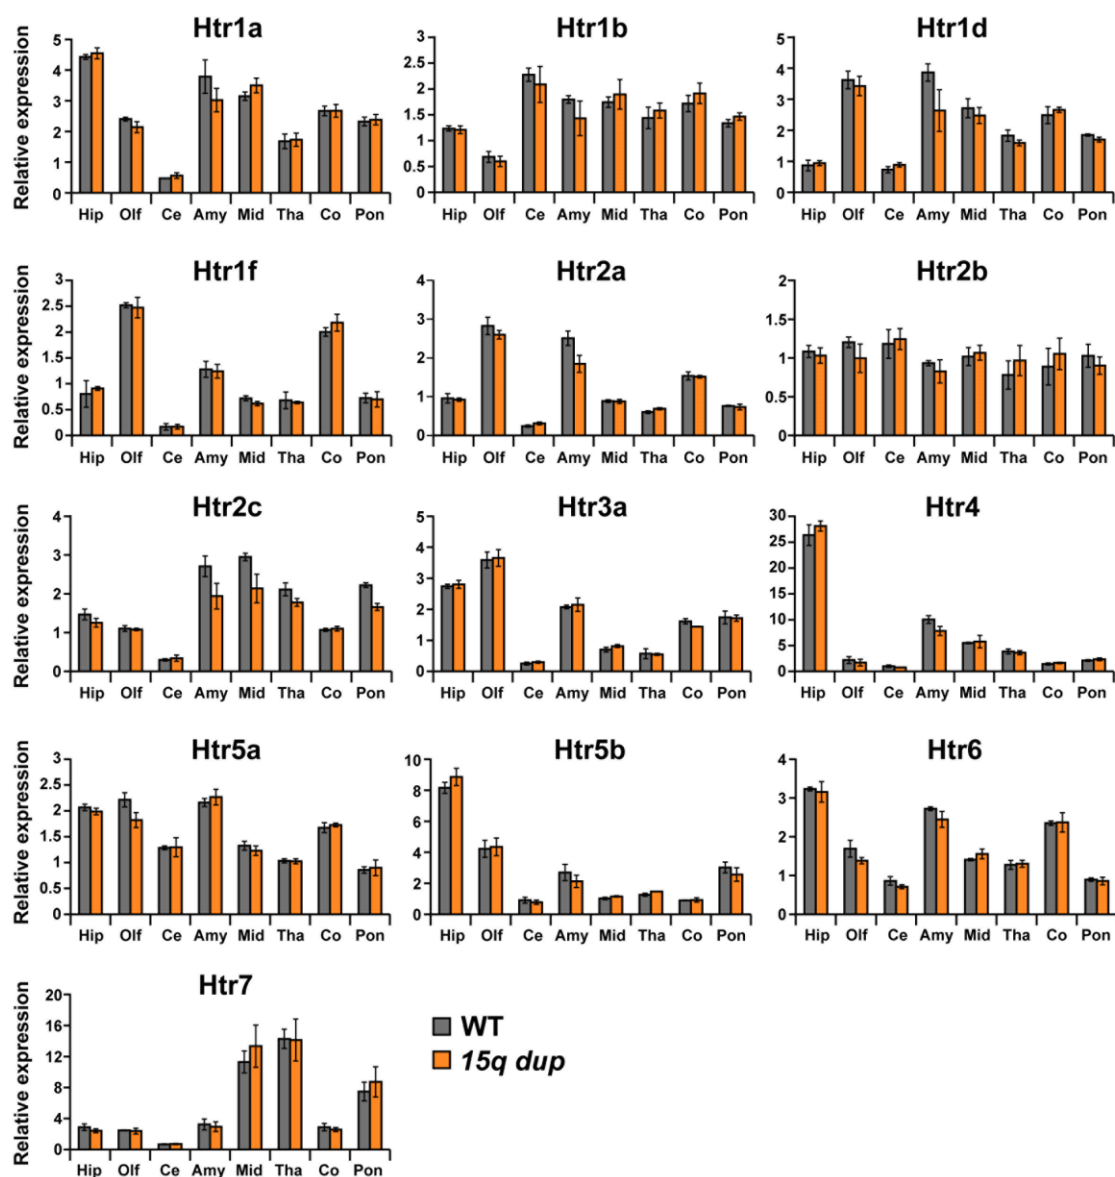 Htr1a
Relative expression
5
4
3
2
1
0
Hip Olf Ce Amy Mid Tha Co Pon
Htr1b
3
2.5
2
1.5
1
0.5
0
Hip Olf Ce Amy Mid Tha Co Pon
Htr1d
5
4
3
2
1
0
Hip Olf Ce Amy Mid Tha Co Pon
Htr1f
Relative expression
3
2.5
2
1.5
1
0.5
0
Hip Olf Ce Amy Mid Tha Co Pon
Htr2a
4
3
2
1
0
Hip Olf Ce Amy Mid Tha Co Pon
Htr2b
2
1.5
1.0
0.5
0
Hip Olf Ce Amy Mid Tha Co Pon
Htr2c
Relative expression
4
3
2
1
0
Hip Olf Ce Amy Mid Tha Co Pon
Htr3a
5
4
3
2
1
0
Hip Olf Ce Amy Mid Tha Co Pon
Htr4
30
25
20
10
5
0
Hip Olf Ce Amy Mid Tha Co Pon
Htr5a
Relative expression
3
2.5
2
1.5
1
0.5
0
Hip Olf Ce Amy Mid Tha Co Pon
Htr5b
10
8
6
4
2
0
Hip Olf Ce Amy Mid Tha Co Pon
Htr6
4
3
2
1
0
Hip Olf Ce Amy Mid Tha Co Pon
Htr7
Relative expression
20
16
12
8
4
0
Hip Olf Ce Amy Mid Tha Co Pon
WT
15q dup